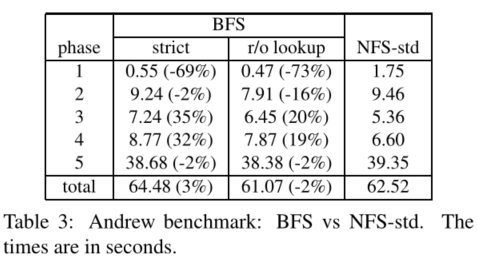 BFS
phase strict r/o lookup NFS-std
1 0.55 (-69%) 0.47 (-73%) 1.75
2 9.24 (-2%) 7.91 (-16%) 9.46
3 7.24 (35%) 6.45 (20%) 5.36
4 8.77 (32%) 7.87 (19%) 6.60
5 38.68 (-2%) 38.38 (-2%) 39.35
total 64.48 (3%) 61.07 (-2%) 62.52
Table 3: Andrew benchmark: BFS vs NFS-std. The
times are in seconds.